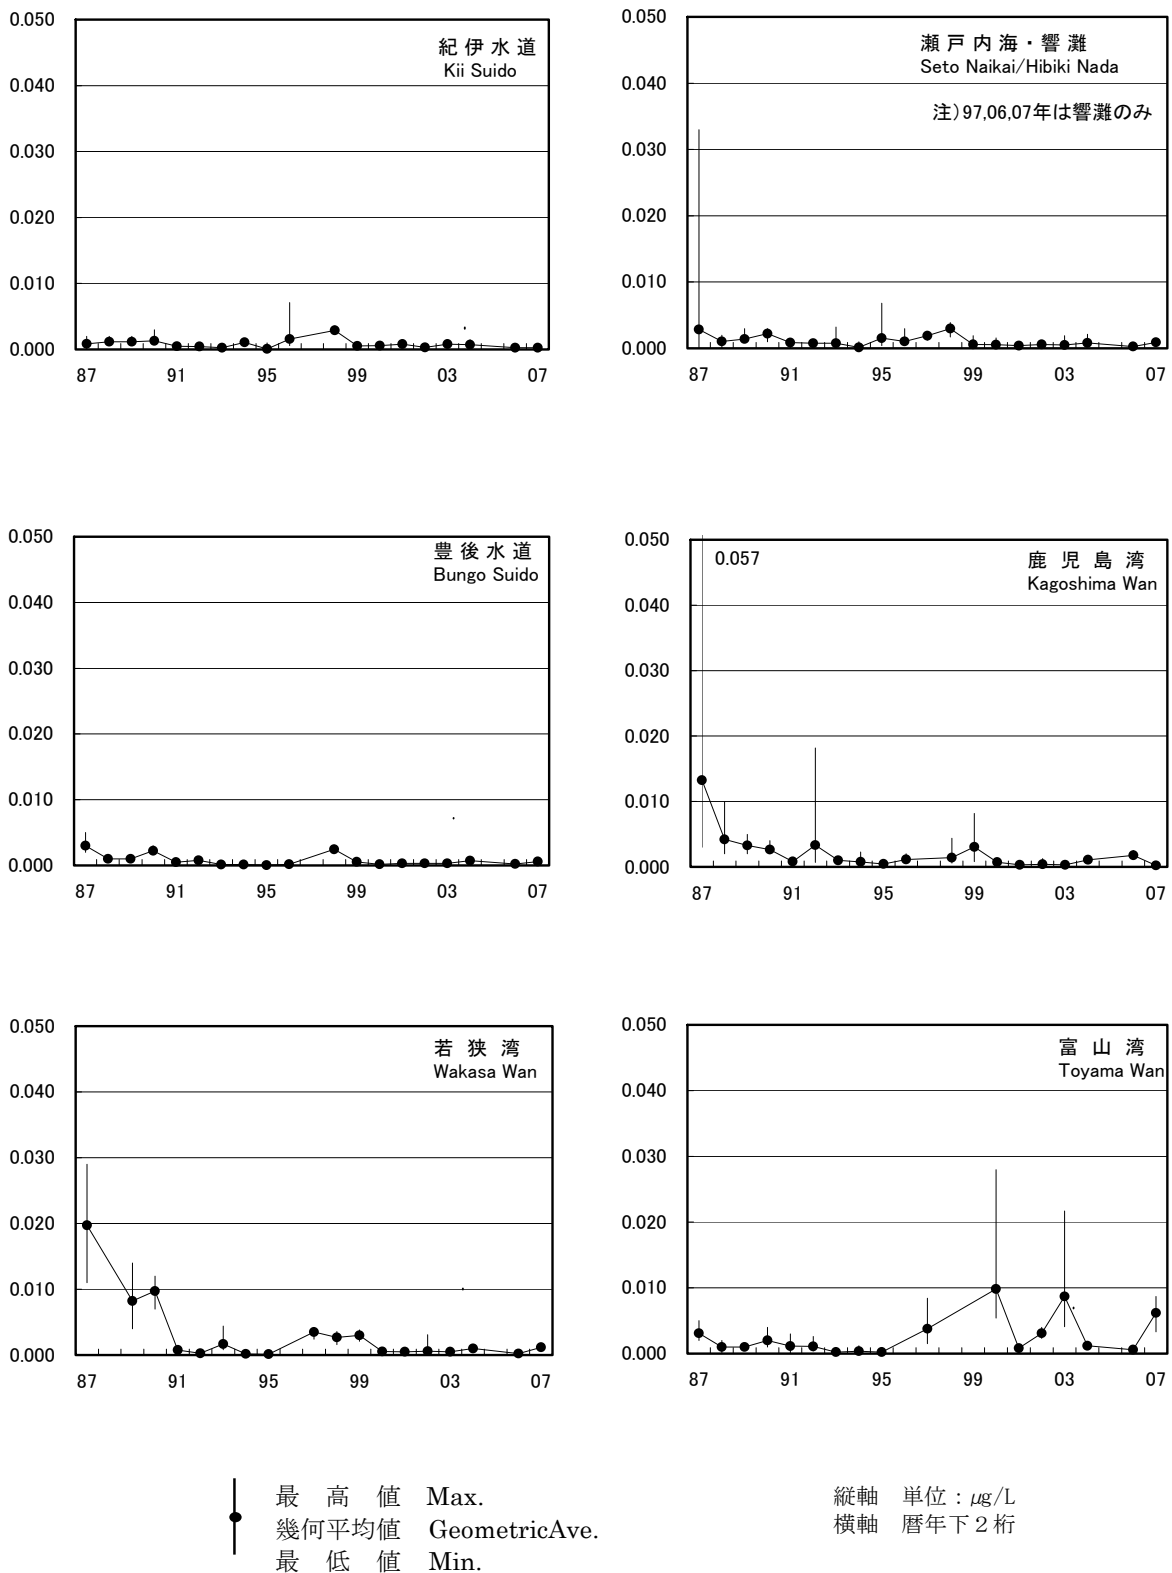 0.050
0.040
0.030
0.020
0.010
0.000
87 91 95 99 03 07
紀伊水道
Kii Suido
0.050
0.040
0.030
0.020
0.010
0.000
87 91 95 99 03 07
瀬戸内海・響灘
Seto Naikai/Hibiki Nada
注)97,06,07年は響灘のみ
0.050
0.040
0.030
0.020
0.010
0.000
87 91 95 99 03 07
豊後水道
Bungo Suido
0.050
0.040
0.030
0.020
0.010
0.000
87 91 95 99 03 07
0.057
鹿児島湾
Kagoshima Wan
0.050
0.040
0.030
0.020
0.010
0.000
87 91 95 99 03 07
若狭湾
Wakasa Wan
0.050
0.040
0.030
0.020
0.010
0.000
87 91 95 99 03 07
富山湾
Toyama Wan
最高値 Max.
幾何平均値 GeometricAve.
最低値 Min.
縦軸 単位：μg/L
横軸 暦年下２桁